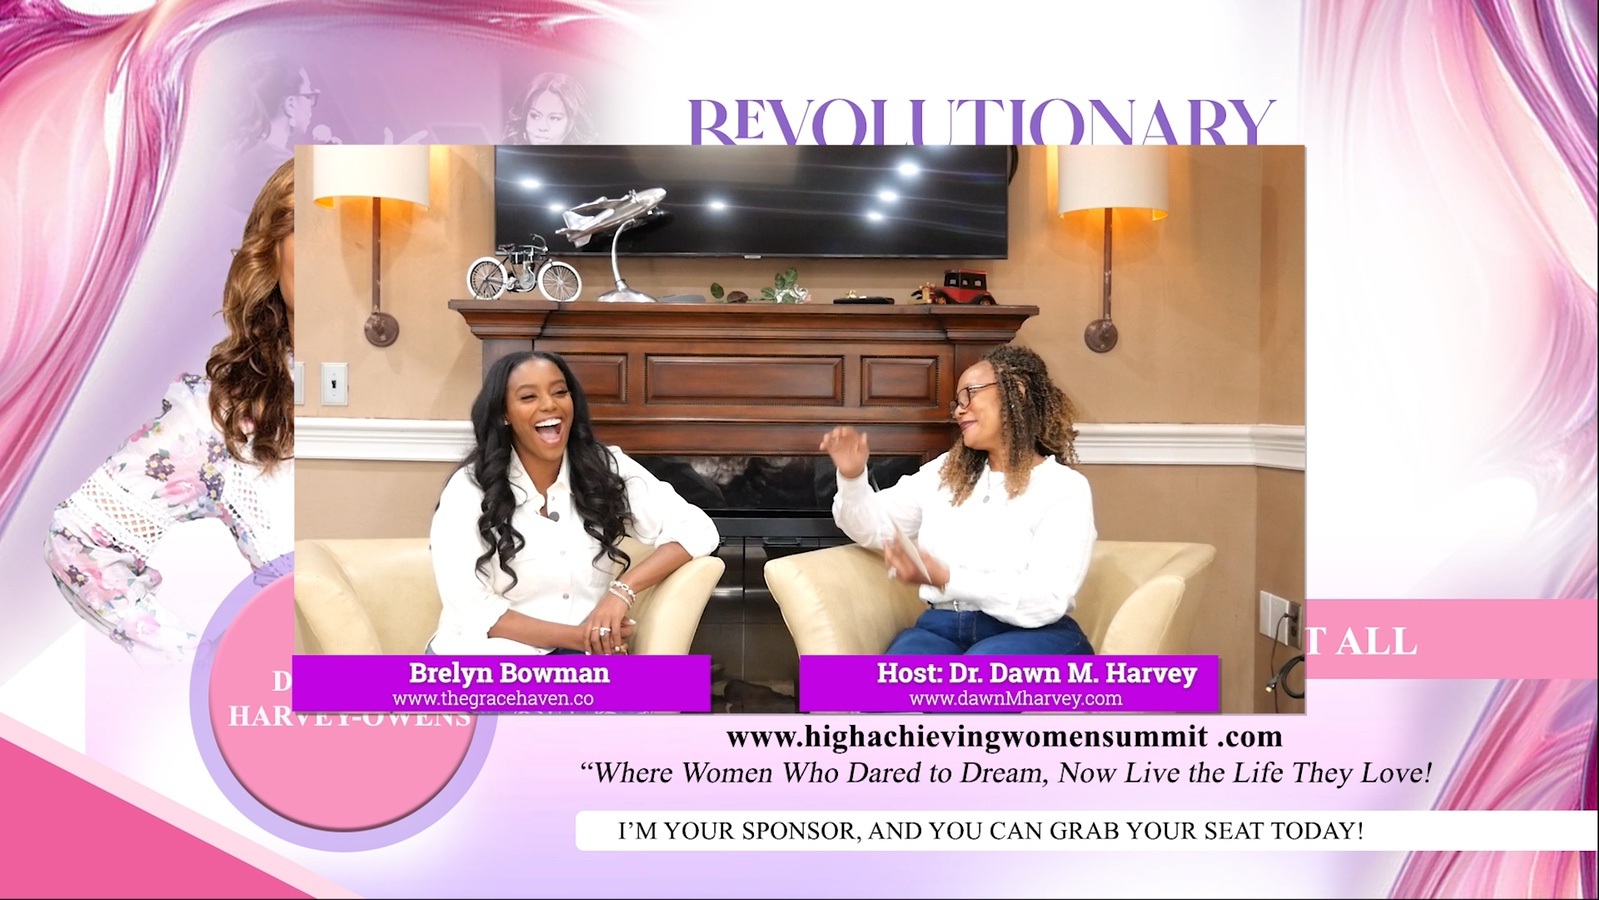 REVOLUTIONARY
T ALL
Brelyn Bowman
www.thegracehaven.co
Host: Dr. Dawn M. Harvey
www.dawnMharvey.com
D
HARVEY-OWENS
www.highachievingwomensummit .com
“Where Women Who Dared to Dream, Now Live the Life They Love!
I’M YOUR SPONSOR, AND YOU CAN GRAB YOUR SEAT TODAY!